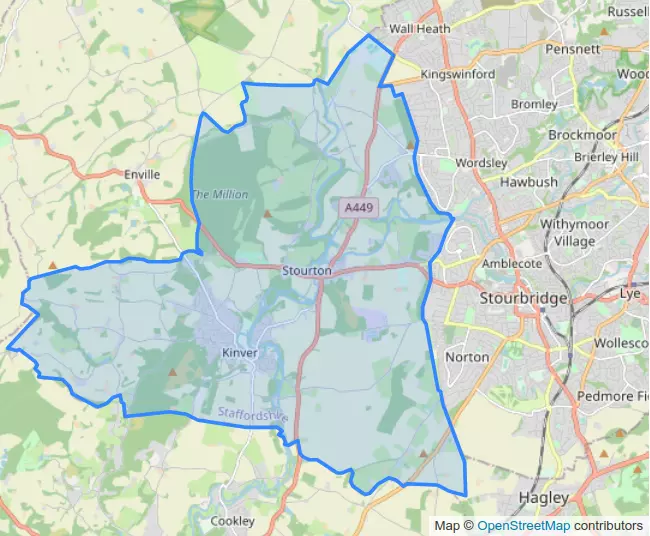 Wall Heath
Russell
Pensnett
Kingswinford
Wood
Bromley
Brockmoor
Wordsley
Brierley Hill
Enville
Hawbush
The Million
A449
Withymoor
Village
Amblecote
Stourton
Lye
Stourbridge
Wollesco
Kinver
Norton
Pedmore Fi
Staffordshire
Hagley
Cookley
Map © OpenStreetMap contributors